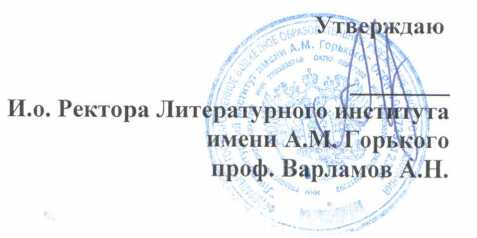 Утверждаю
И.о. Ректора Литературного института
имени А.М. Горького
проф. Варламов А.Н.